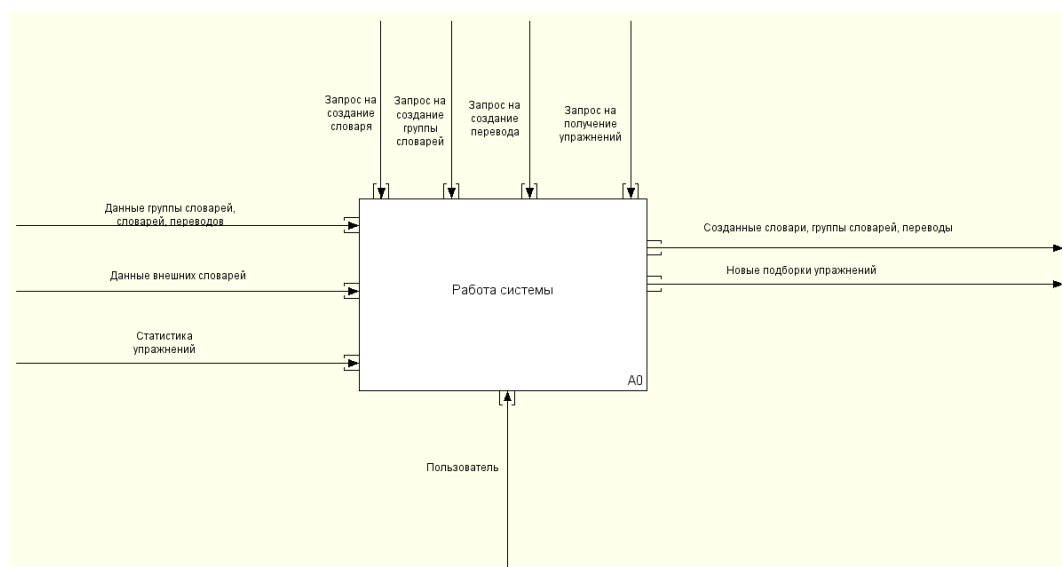 Запрос на
создание
словаря
Запрос на
создание
группы
словарей
Запрос на
создание
перевода
Запрос на
получение
упражнений
Данные группы словарей,
словарей, переводов
Данные внешних словарей
Статистика
упражнений
Работа системы
A0
Созданные словари, группы словарей, переводы
Новые подборки упражнений
Пользователь